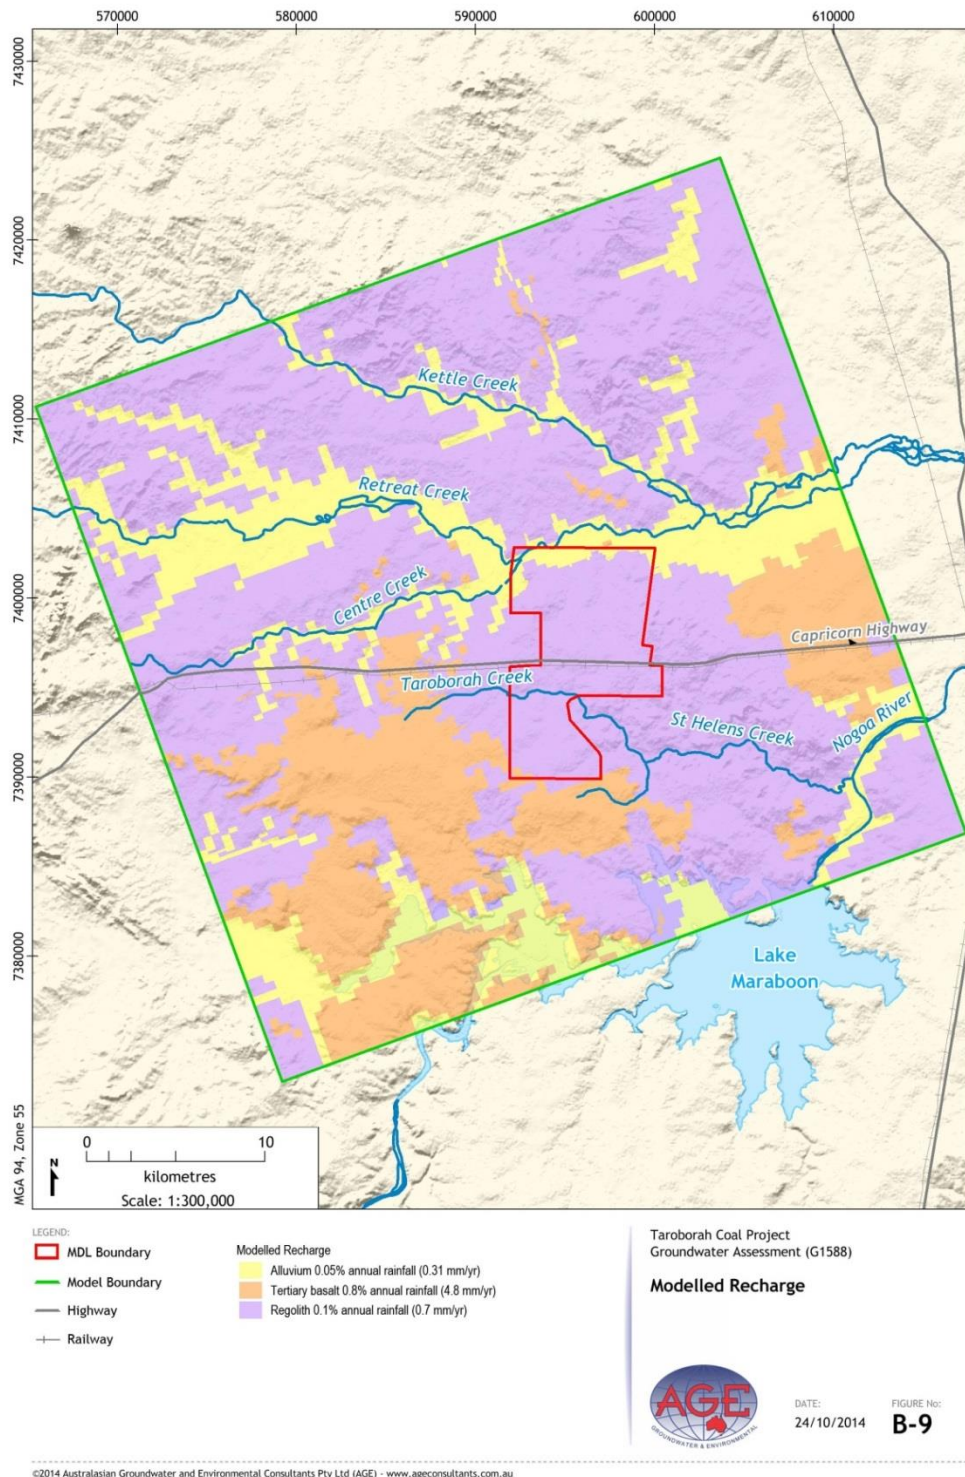 570000
580000
590000
600000
610000
7430000
7420000
7410000
7400000
7390000
7380000
Kettle Creek
Retreat Creek
Centre Creek
Capricorn Highway
Taroborah Creek
St Helens Creek
Nogoa River
Lake
Maraboon
MGA 94, Zone 55
0 10
kilometres
Scale: 1:300,000
N
LEGEND:
MDL Boundary
Model Boundary
Highway
Railway
Modelled Recharge
Alluvium 0.05% annual rainfall (0.31 mm/yr)
Tertiary basalt 0.8% annual rainfall (4.8 mm/yr)
Regolith 0.1% annual rainfall (0.7 mm/yr)
Taroborah Coal Project
Groundwater Assessment (G1588)
Modelled Recharge
AGE
GROUNDWATER & ENVIRONMENTAL
DATE:
24/10/2014
FIGURE No:
B-9
©2014 Australasian Groundwater and Environmental Consultants Pty Ltd (AGE) - www.ageconsultants.com.au